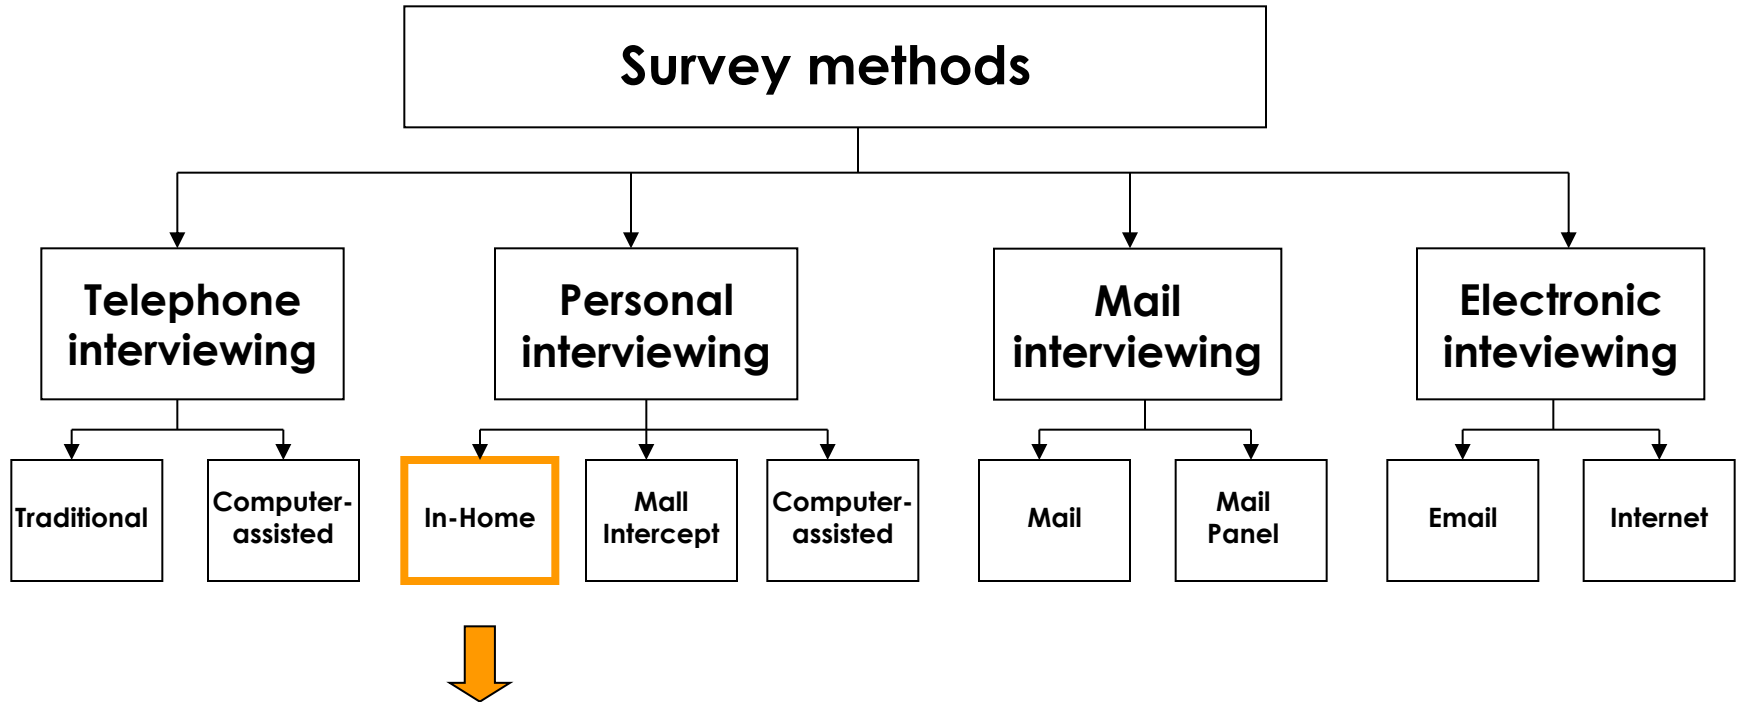 Survey methods
Telephone
interviewing
Personal
interviewing
Mail
interviewing
Electronic
inteviewing
Traditional
Computer-
assisted
In-Home
Mall
Intercept
Computer-
assisted
Mail
Mail
Panel
Email
Internet